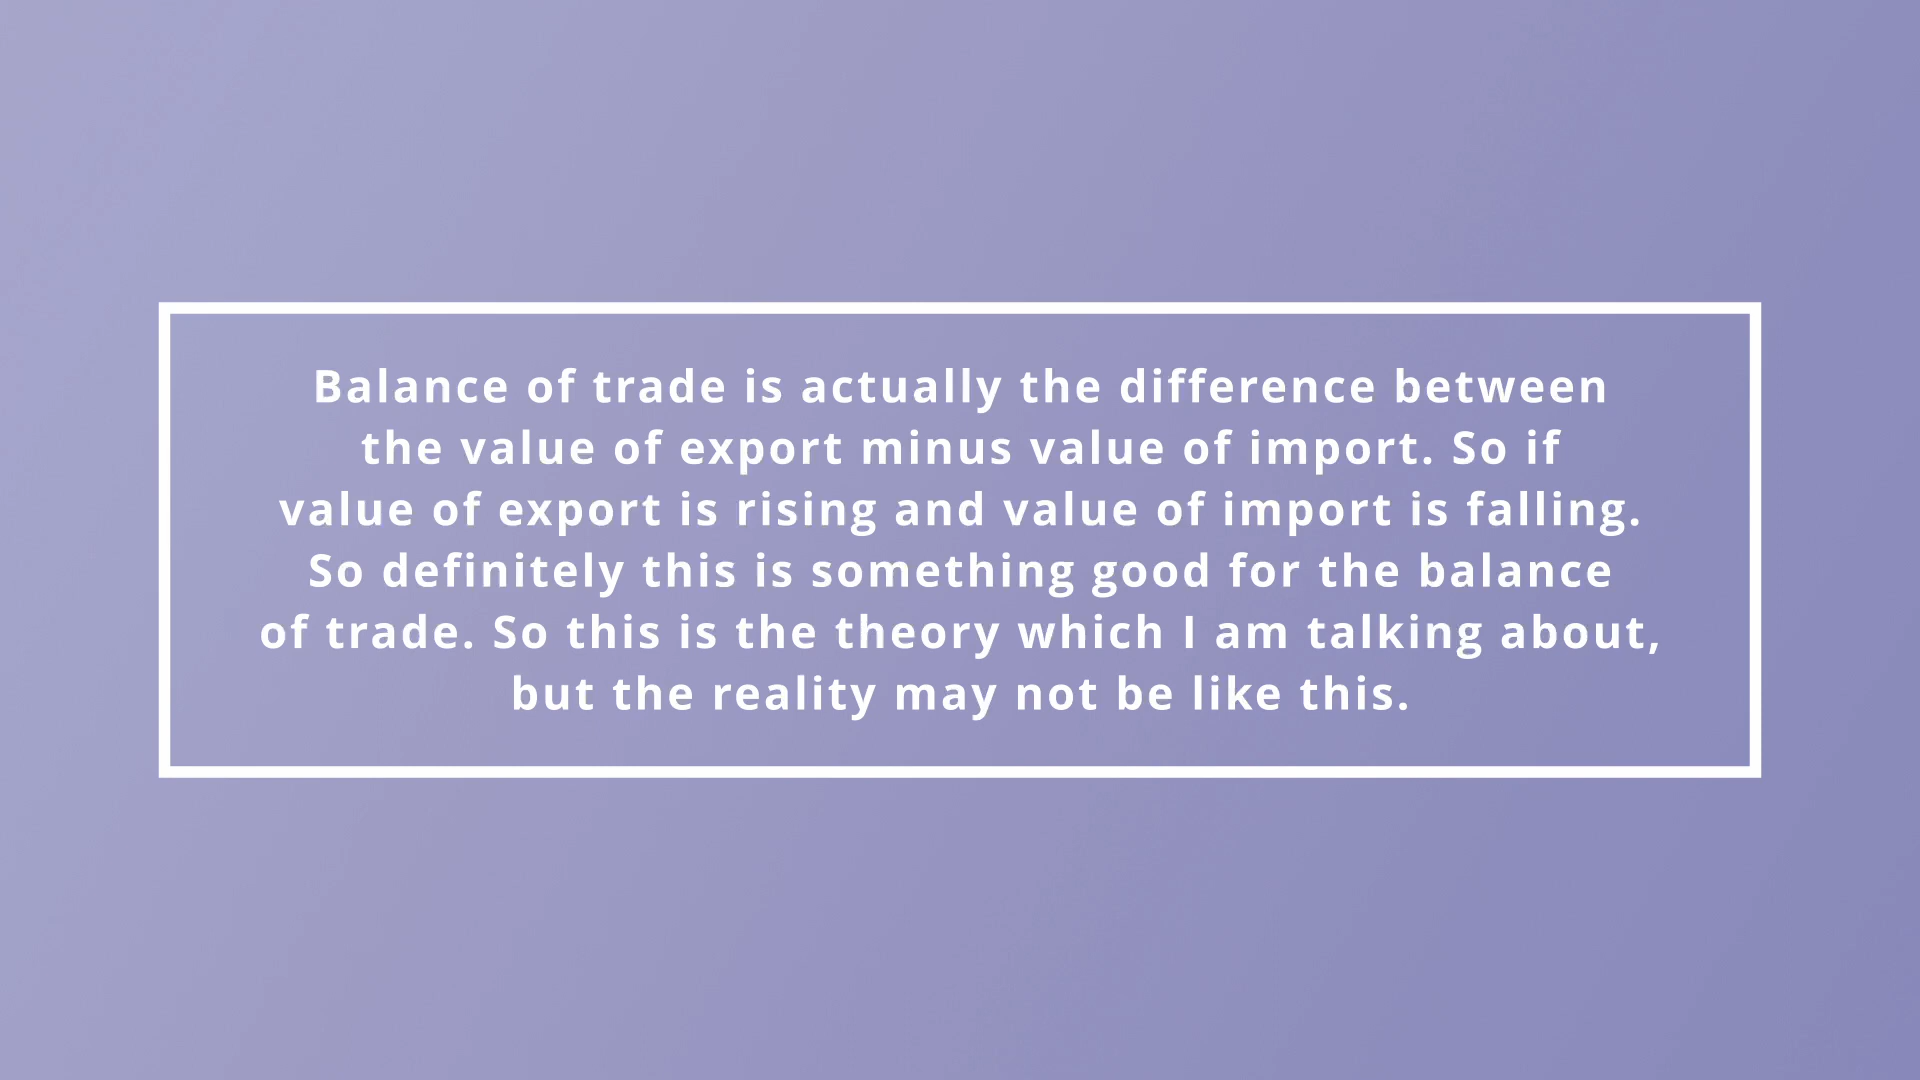 Balance of trade is actually the difference between
the value of export minus value of import. So if
value of export is rising and value of import is falling.
So definitely this is something good for the balance
of trade. So this is the theory which I am talking about,
but the reality may not be like this.